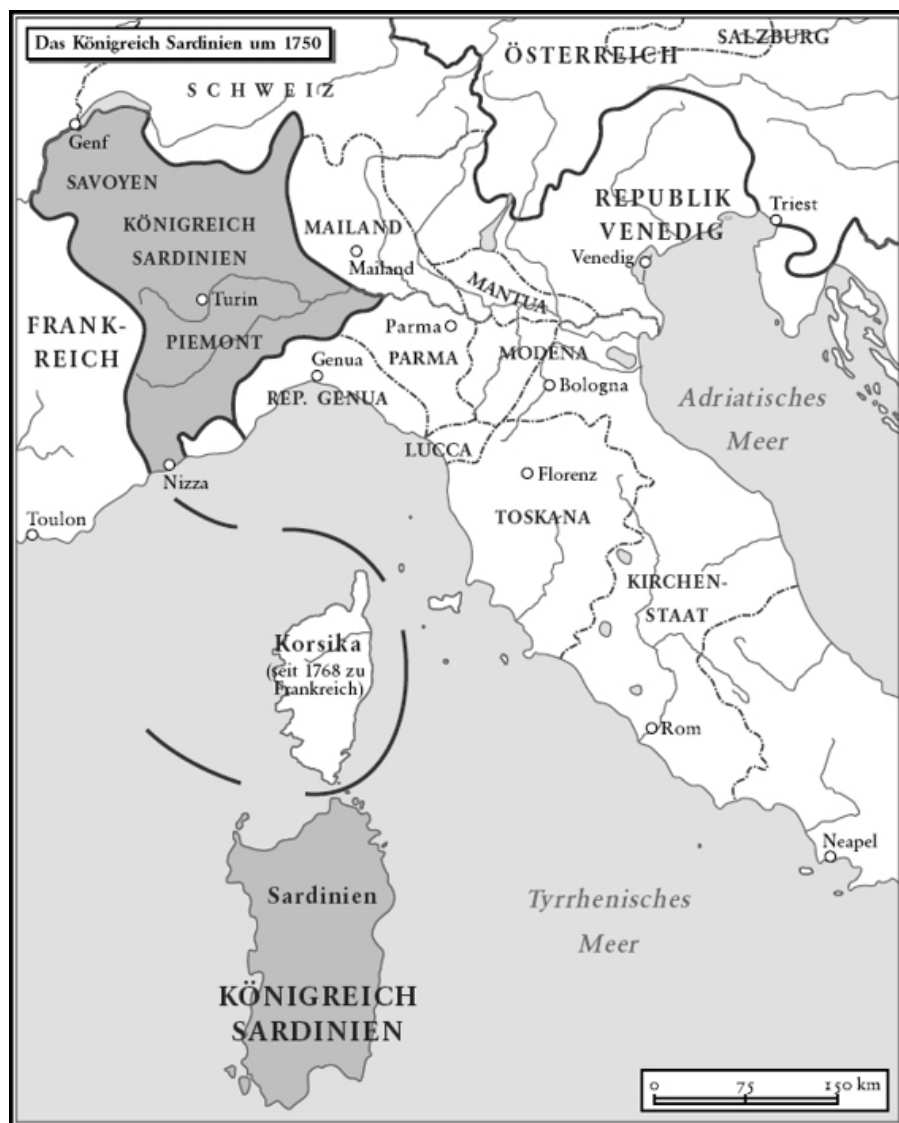 Das Königreich Sardinien um 1750
SALZBURG
ÖSTERREICH
SCHWEIZ
Genf
SAVOYEN
KÖNIGREICH
SARDINIEN
MAILAND
Mailand
REPUBLIK
VENEDIG
Triest
Venedig
MANTUA
Turin
FRANK-
REICH
PIEMONT
Parma
PARMA
MODENA
Genua
REP. GENUA
Bologna
Adriatisches
Meer
LUCCA
Nizza
Florenz
Toulon
TOSKANA
KIRCHEN-
STAAT
Korsika
(seit 1768 zu
Frankreich)
Rom
Neapel
Sardinien
Tyrrhenisches
Meer
KÖNIGREICH
SARDINIEN
0 75 150 km